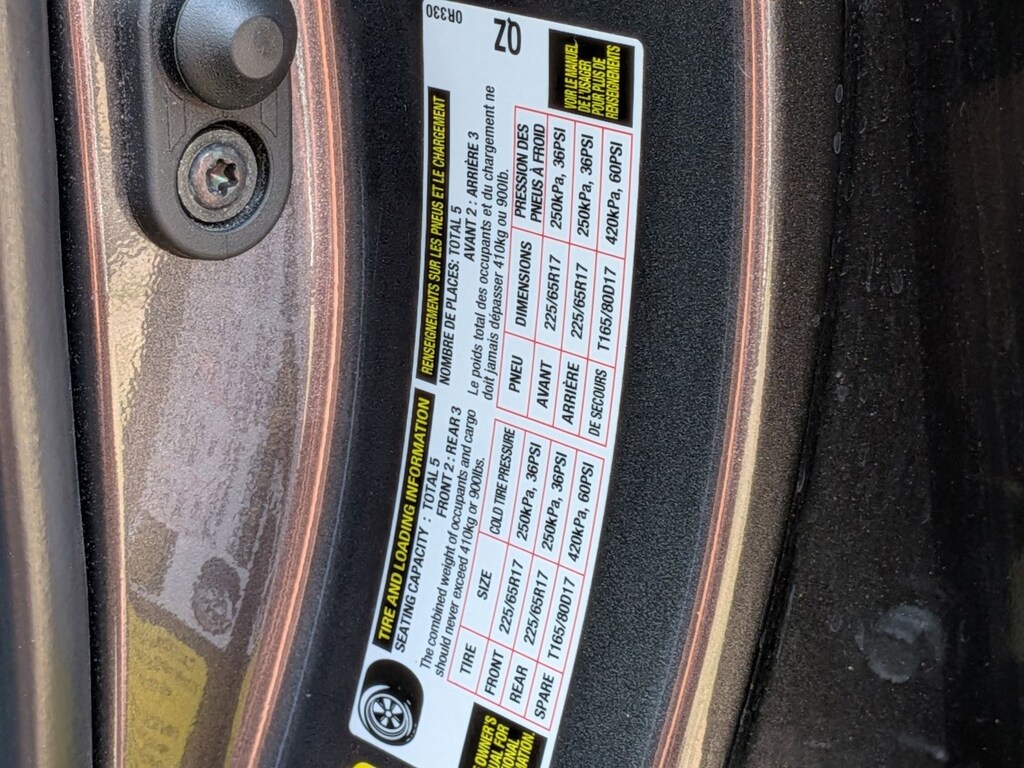 TIRE AND LOADING INFORMATION
SEATING CAPACITY : TOTAL 5
FRONT 2 : REAR 3
The combined weight of occupants and cargo
should never exceed 410kg or 900lbs.
TIRE SIZE COLD TIRE PRESSURE
FRONT 225/65R17 250kPa, 36PSI
REAR 225/65R17 250kPa, 36PSI
SPARE T165/80D17 420kPa, 60PSI
OWNER'S
FOR
RENSEIGNEMENTS SUR LES PNEUS ET LE CHARGEMENT
NOMBRE DE PLACES: TOTAL 5
AVANT 2 : ARRIÈRE 3
Le poids total des occupants et du chargement ne
doit jamais dépasser 410kg ou 900lb.
PNEU DIMENSIONS PRESSION DES
PNEUS À FROID
AVANT 225/65R17 250kPa, 36PSI
ARRIÈRE 225/65R17 250kPa, 36PSI
DE SECOURS T165/80D17 420kPa, 60PSI
VOIR LE MANUEL
DE L'USAGER
POUR PLUS DE
RENSEIGNEMENTS
0R330
QZ